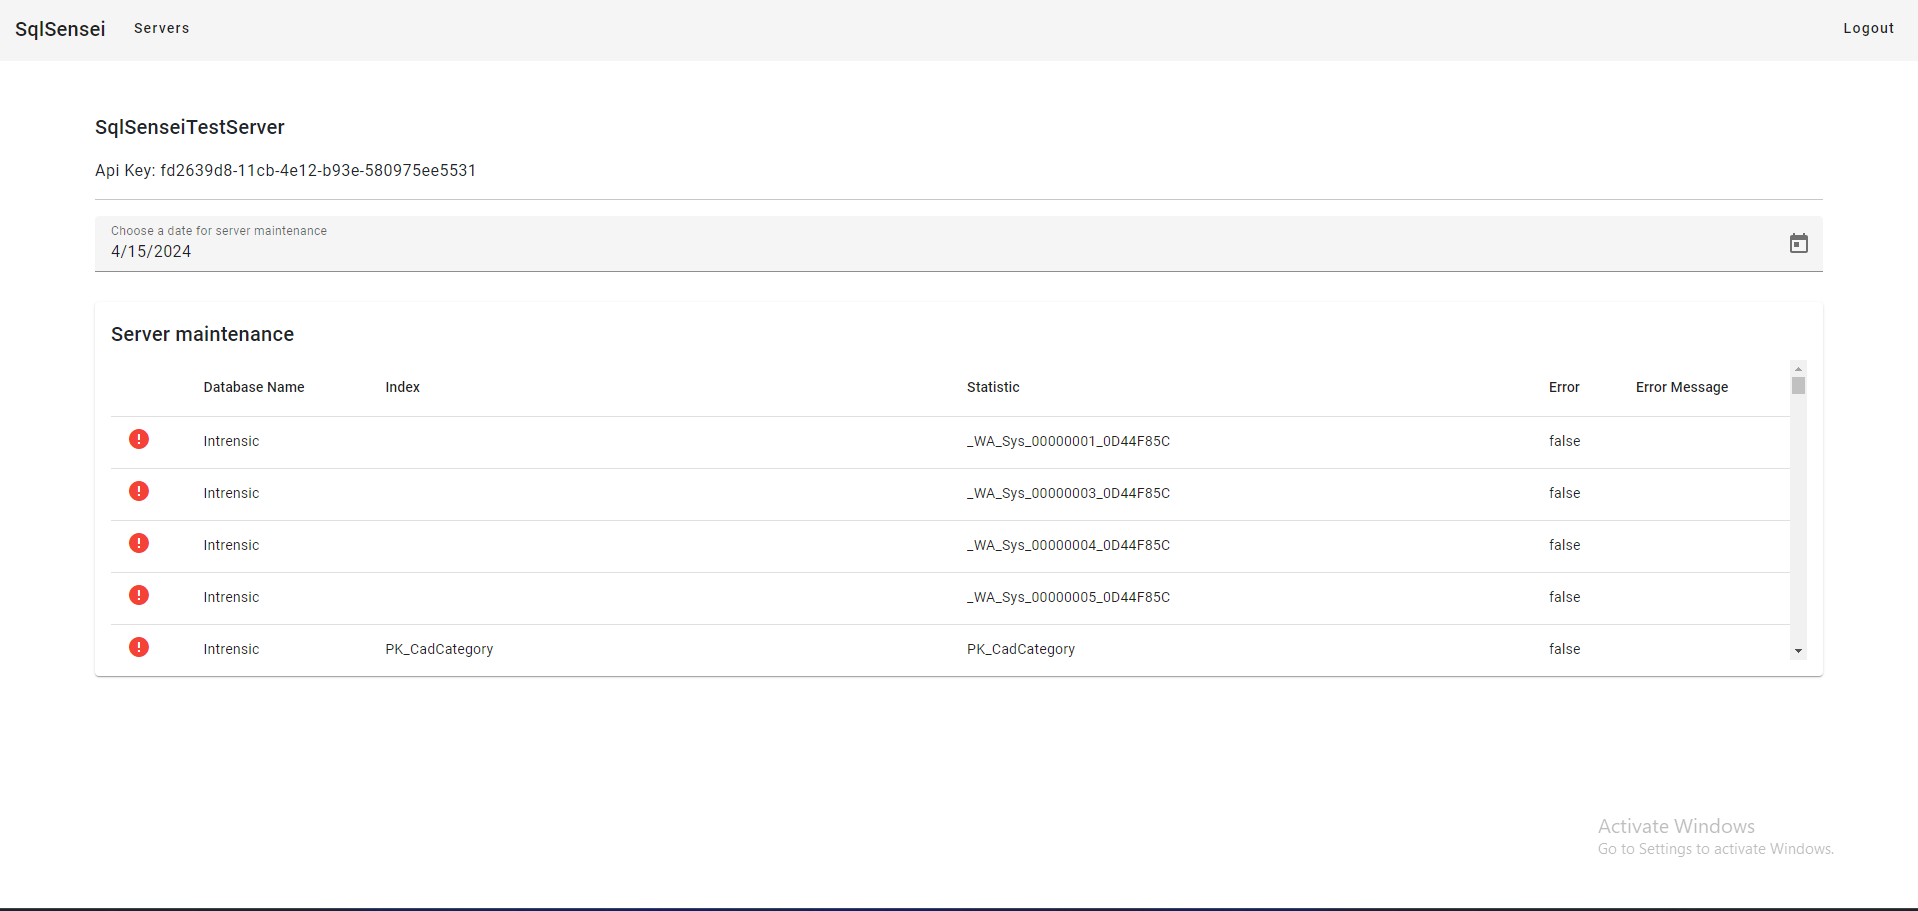 SqlSensei Servers Logout
SqlSenseiTestServer
Api Key: fd2639d8-11cb-4e12-b93e-580975ee5531
Choose a date for server maintenance
4/15/2024
Server maintenance
Database Name Index Statistic Error Error Message
Intrensic _WA_Sys_00000001_0D44F85C false
Intrensic _WA_Sys_00000003_0D44F85C false
Intrensic _WA_Sys_00000004_0D44F85C false
Intrensic _WA_Sys_00000005_0D44F85C false
Intrensic PK_CadCategory PK_CadCategory false
Activate Windows
Go to Settings to activate Windows.